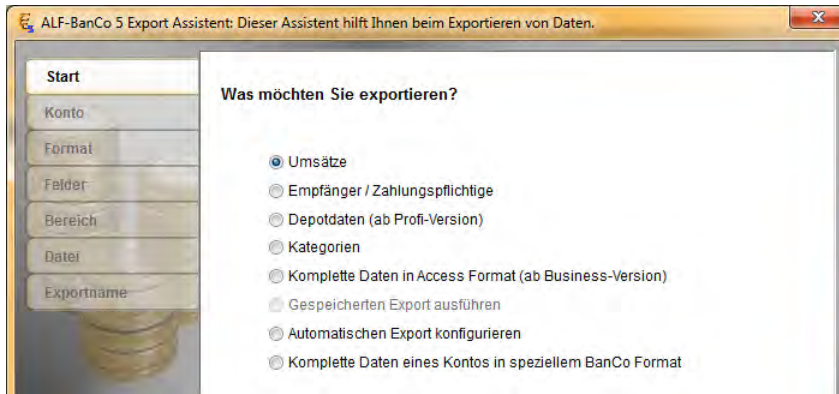 ALF-BanCo 5 Export Assistent: Dieser Assistent hilft Ihnen beim Exportieren von Daten.
Start
Konto
Format
Felder
Bereich
Datei
Exportname
Was möchten Sie exportieren?
Umsätze
Empfänger / Zahlungspflichtige
Depotdaten (ab Profi-Version)
Kategorien
Komplette Daten in Access Format (ab Business-Version)
Gespeicherten Export ausführen
Automatischen Export konfigurieren
Komplette Daten eines Kontos in speziellem BanCo Format